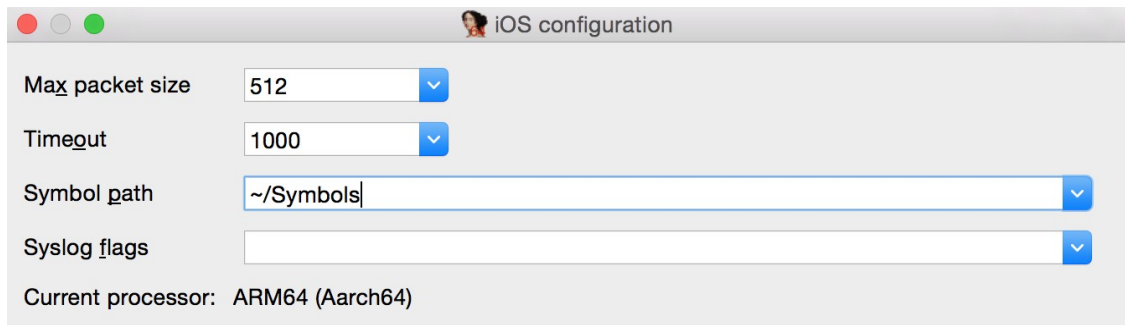 iOS configuration
Max packet size 512
Timeout 1000
Symbol path ~/Symbols
Syslog flags
Current processor: ARM64 (Aarch64)